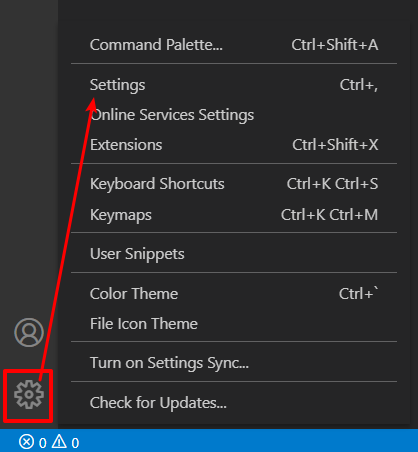 Command Palette... Ctrl+Shift+A
Settings Ctrl+,
Online Services Settings
Extensions Ctrl+Shift+X
Keyboard Shortcuts Ctrl+K Ctrl+S
Keymaps Ctrl+K Ctrl+M
User Snippets
Color Theme Ctrl+`
File Icon Theme
Turn on Settings Sync...
Check for Updates...
0 0